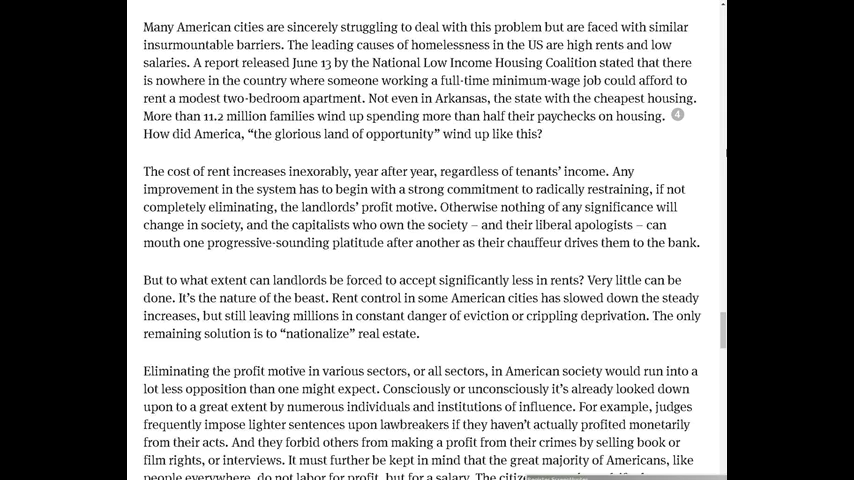 Many American cities are sincerely struggling to deal with this problem but are faced with similar
insurmountable barriers. The leading causes of homelessness in the US are high rents and low
salaries. A report released June 13 by the National Low Income Housing Coalition stated that there
is nowhere in the country where someone working a full-time minimum-wage job could afford to
rent a modest two-bedroom apartment. Not even in Arkansas, the state with the cheapest housing.
More than 11.2 million families wind up spending more than half their paychecks on housing. 4
How did America, “the glorious land of opportunity” wind up like this?
The cost of rent increases inexorably, year after year, regardless of tenants’ income. Any
improvement in the system has to begin with a strong commitment to radically restraining, if not
completely eliminating, the landlords’ profit motive. Otherwise nothing of any significance will
change in society, and the capitalists who own the society – and their liberal apologists – can
mouth one progressive-sounding platitude after another as their chauffeur drives them to the bank.
But to what extent can landlords be forced to accept significantly less in rents? Very little can be
done. It’s the nature of the beast. Rent control in some American cities has slowed down the steady
increases, but still leaving millions in constant danger of eviction or crippling deprivation. The only
remaining solution is to “nationalize” real estate.
Eliminating the profit motive in various sectors, or all sectors, in American society would run into a
lot less opposition than one might expect. Consciously or unconsciously it’s already looked down
upon to a great extent by numerous individuals and institutions of influence. For example, judges
frequently impose lighter sentences upon lawbreakers if they haven’t actually profited monetarily
from their acts. And they forbid others from making a profit from their crimes by selling book or
film rights, or interviews. It must further be kept in mind that the great majority of Americans, like
people everywhere, do not labor for profit, but for a salary. The